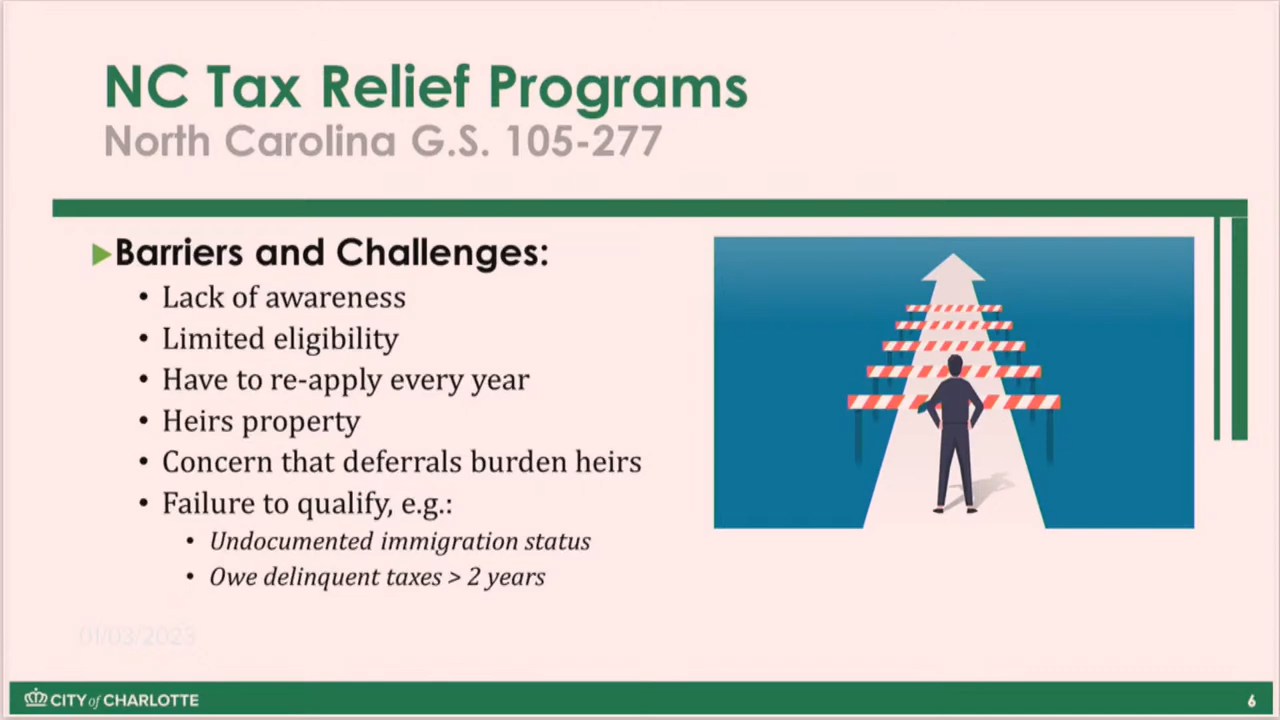 NC Tax Relief Programs
North Carolina G.S. 105-277
Barriers and Challenges:
• Lack of awareness
• Limited eligibility
• Have to re-apply every year
• Heirs property
• Concern that deferrals burden heirs
• Failure to qualify, e.g.:
• Undocumented immigration status
• Owe delinquent taxes > 2 years
01/03/2023
CITY of CHARLOTTE
6